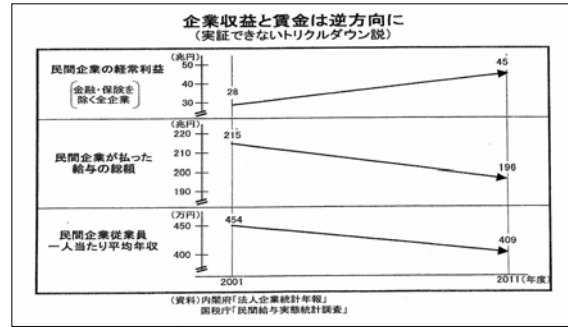 企業収益と賃金は逆方向に
(実証できないトリクルダウン説)
(兆円)
50
40
30
民間企業の経常利益
金融・保険を
除く全企業
28
45
(兆円)
220
210
200
190
民間企業が払った
給与の総額
215
196
(万円)
450
400
民間企業従業員
一人当たり平均年収
454
409
2001
2011(年度)
(資料)内閣府「法人企業統計年報」
国税庁「民間給与実態統計調査」